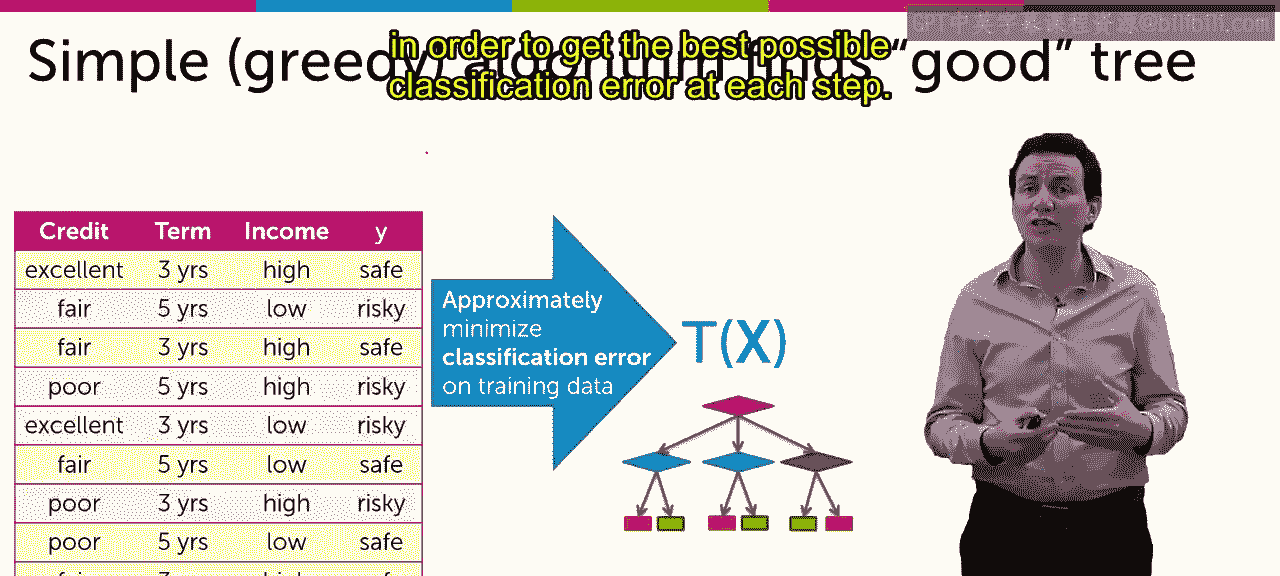 in order to get the best possible
classification error at each step.
Simple (greedy) algorithm finds "good" tree
Credit Term Income y
excellent 3 yrs high safe
fair 5 yrs low risky
fair 3 yrs high safe
poor 5 yrs high risky
excellent 3 yrs low risky
fair 5 yrs low safe
poor 3 yrs high risky
poor 5 yrs low safe
Approximately
minimize
classification error
on training data
T(X)